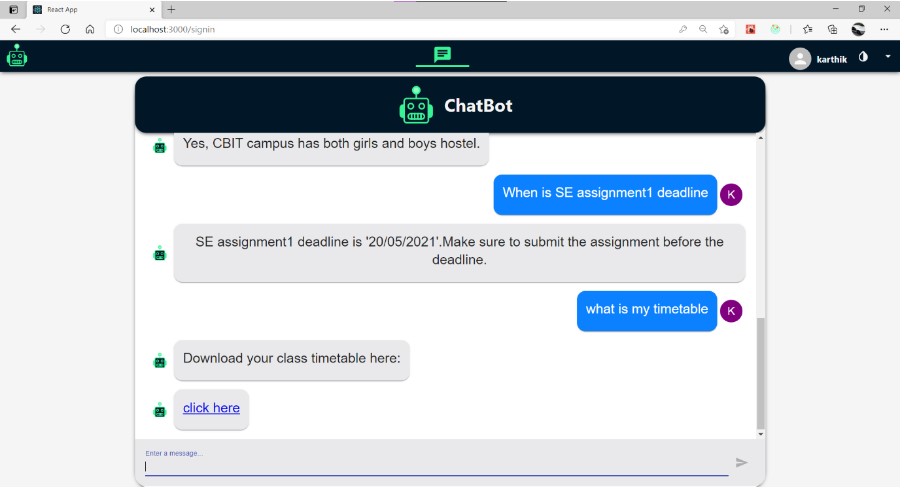 React App
localhost:3000/signin
karthik
ChatBot
Yes, CBIT campus has both girls and boys hostel.
When is SE assignment1 deadline
K
SE assignment1 deadline is '20/05/2021'.Make sure to submit the assignment before the
deadline.
what is my timetable
K
Download your class timetable here:
click here
Enter a message...